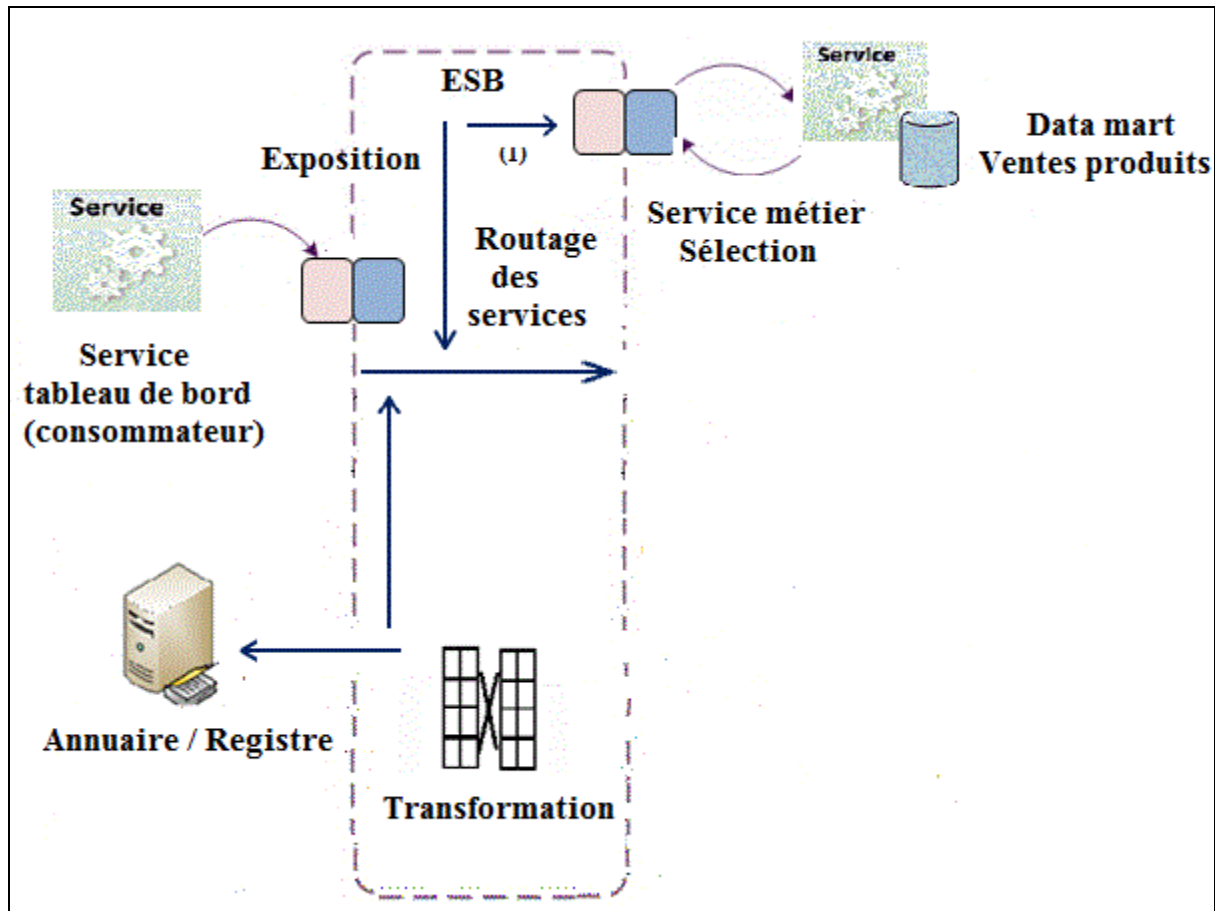 ESB
(1)
Exposition
Service
Data mart
Ventes produits
Service
Service métier
Sélection
Routage
des
services
Service
tableau de bord
(consommateur)
Annuaire / Registre
Transformation